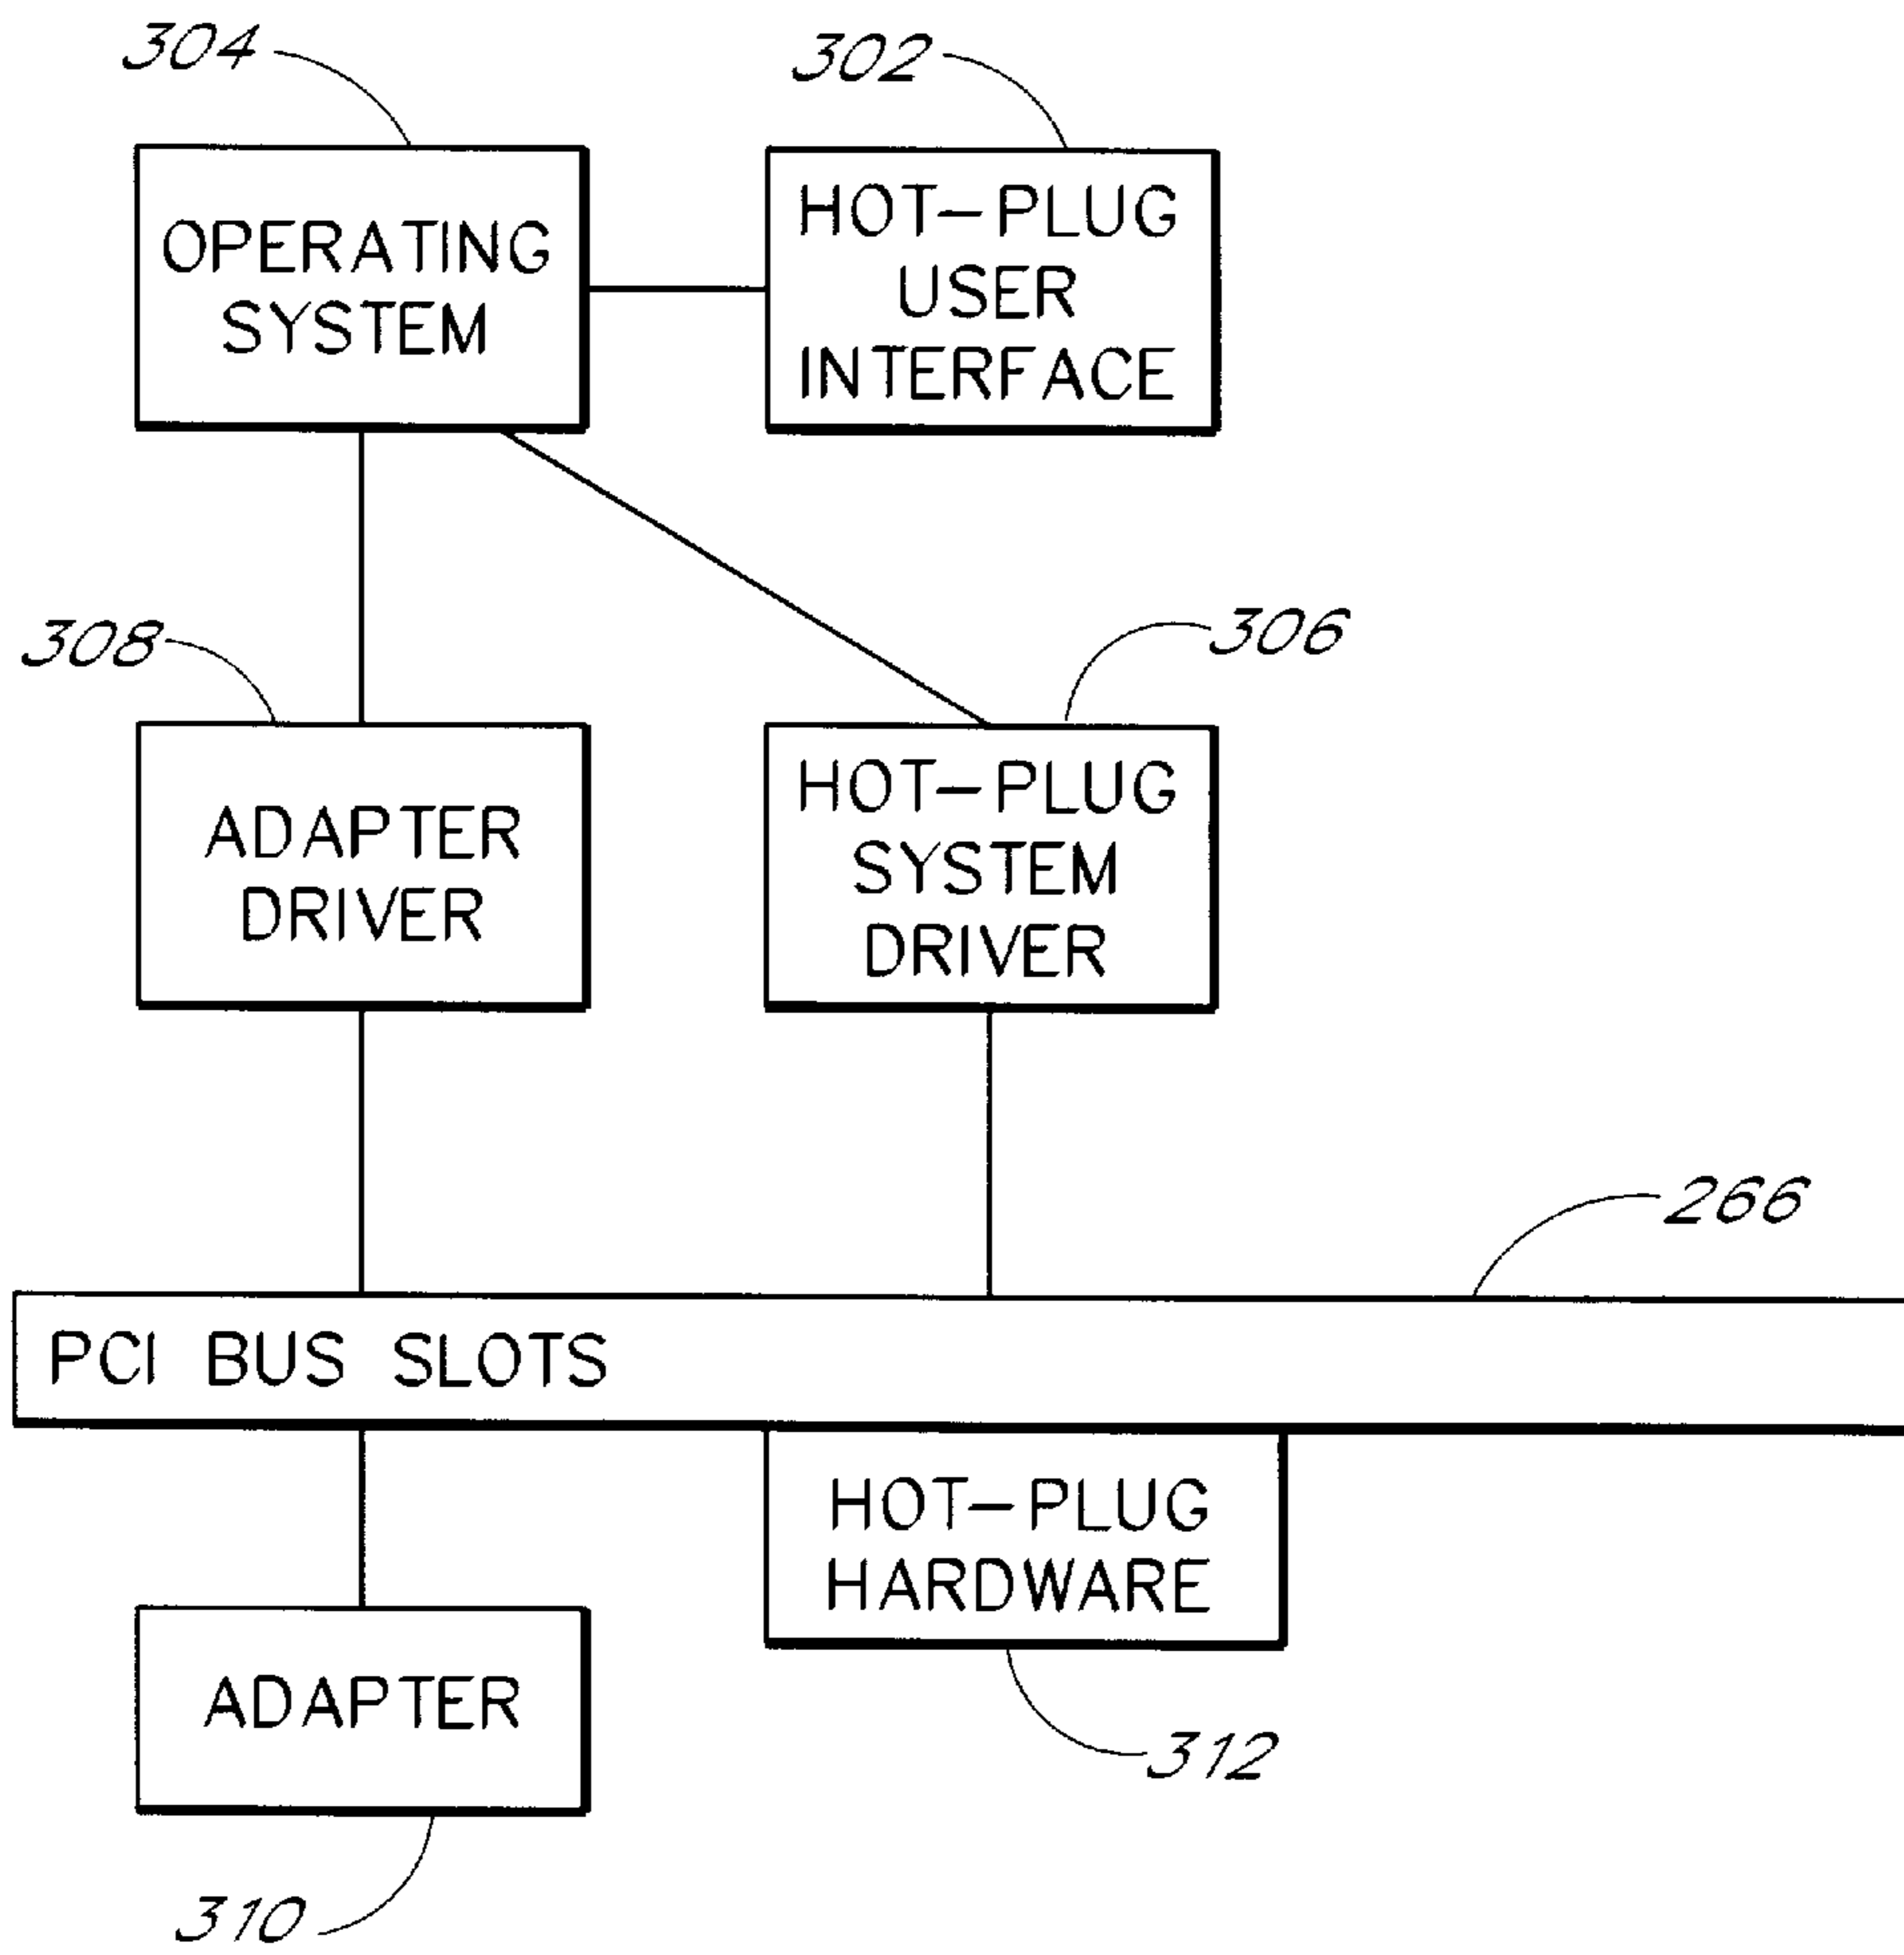 304
302
OPERATING
SYSTEM
HOT-PLUG
USER
INTERFACE
308
306
ADAPTER
DRIVER
HOT-PLUG
SYSTEM
DRIVER
266
PCI BUS SLOTS
HOT-PLUG
HARDWARE
ADAPTER
312
310